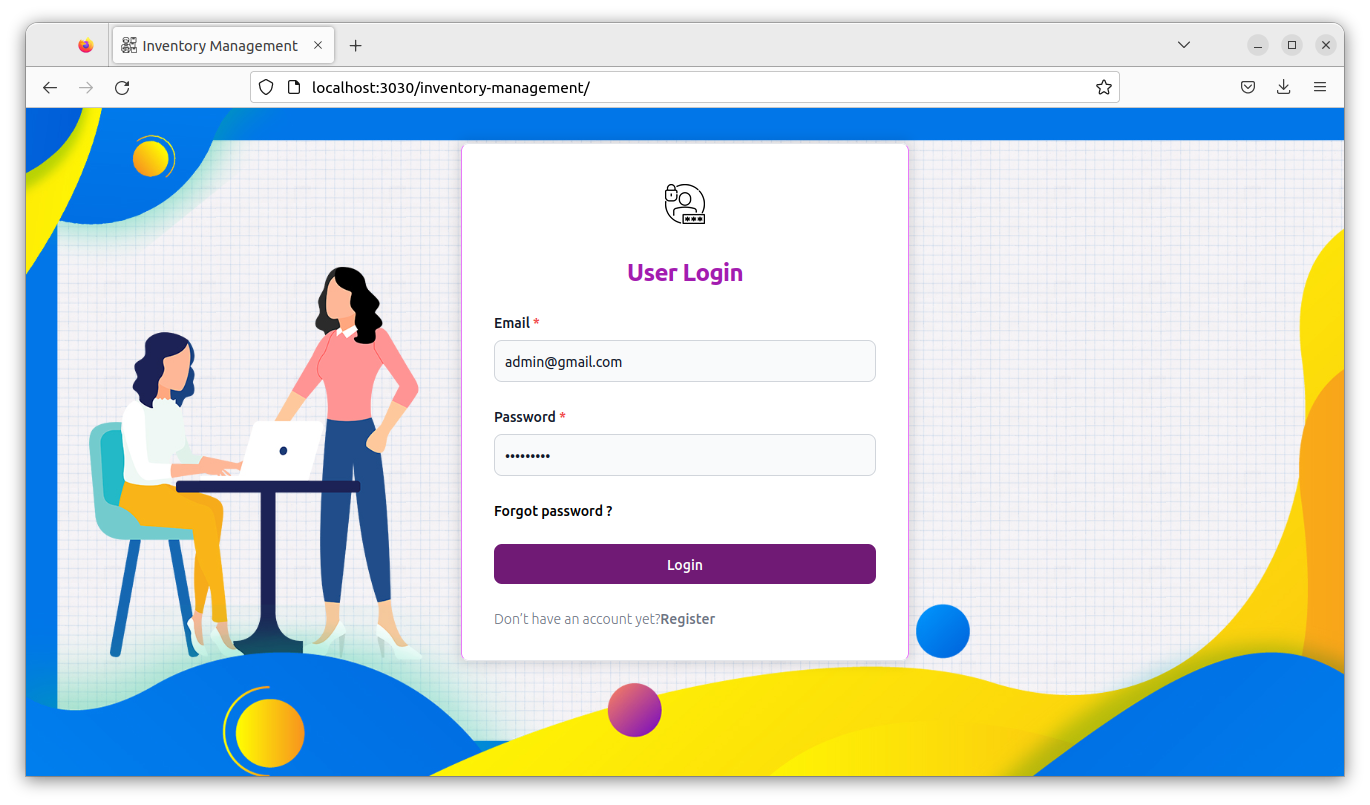 Inventory Management
localhost:3030/inventory-management/
***
User Login
Email *
admin@gmail.com
Password *
•••••••••
Forgot password ?
Login
Don't have an account yet?Register